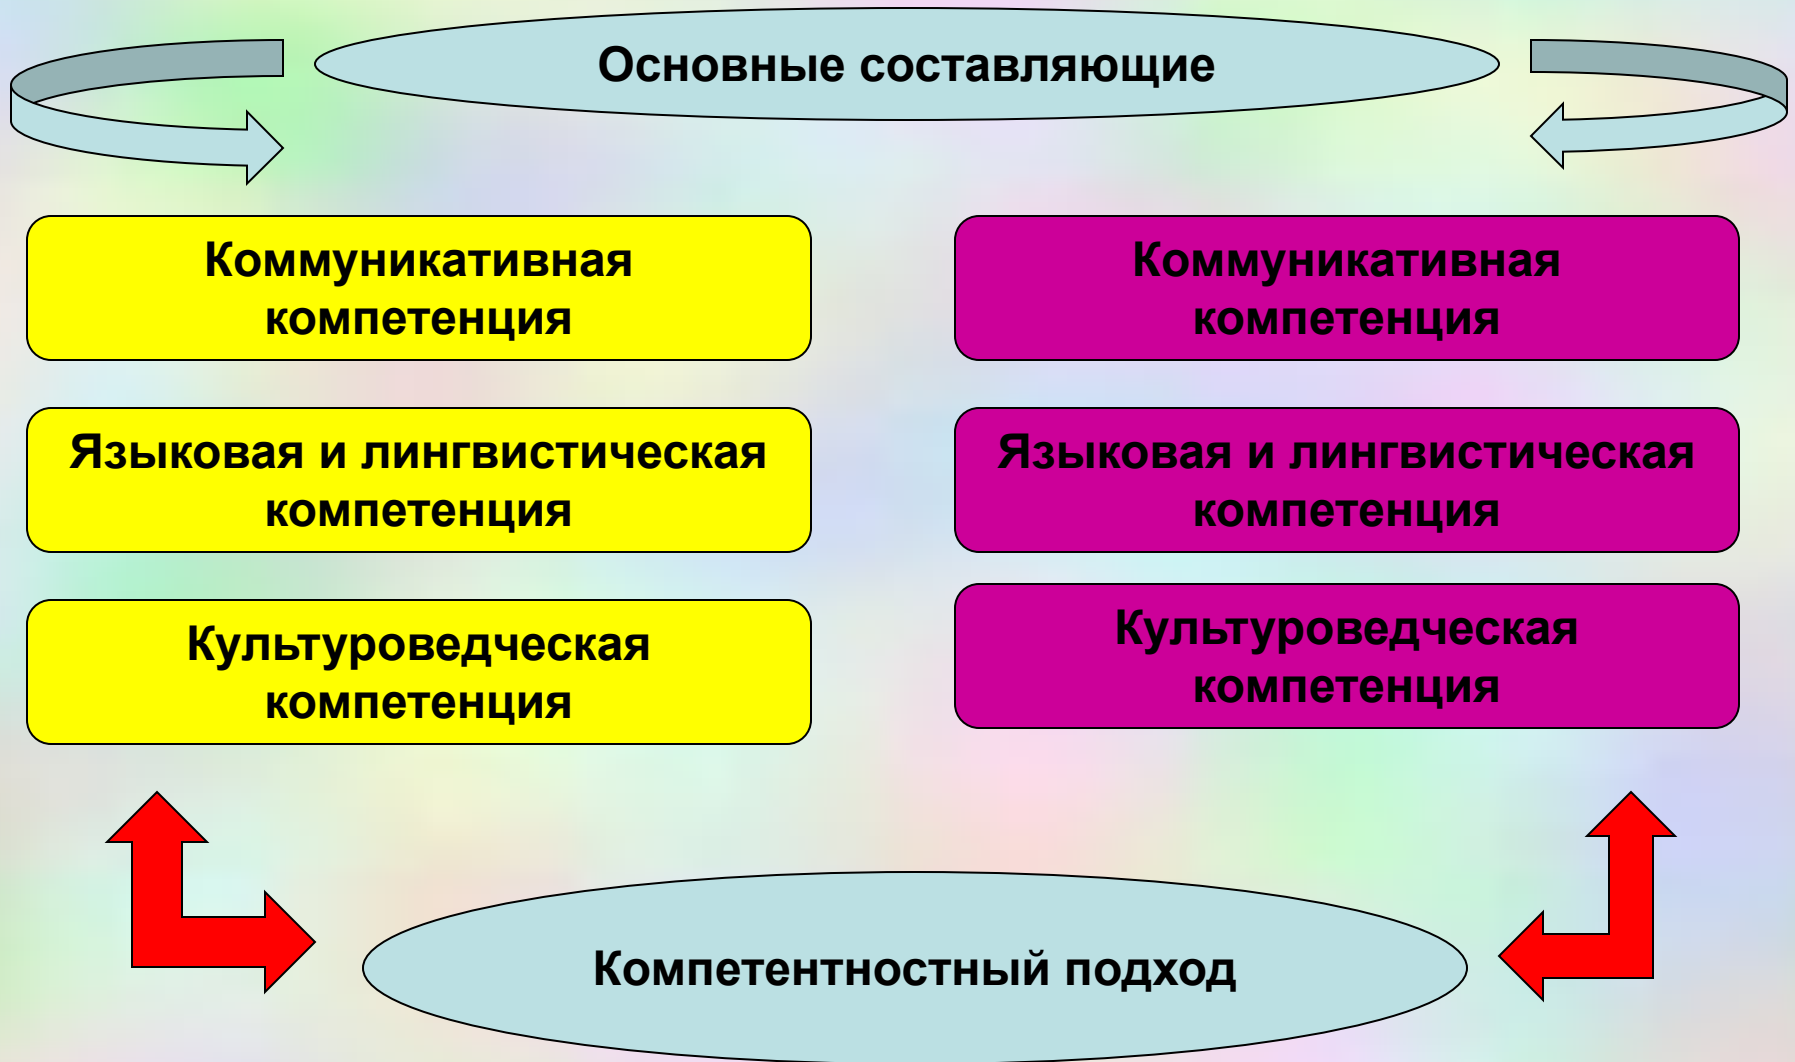 Основные составляющие
Коммуникативная
компетенция
Языковая и лингвистическая
компетенция
Культуроведческая
компетенция
Коммуникативная
компетенция
Языковая и лингвистическая
компетенция
Культуроведческая
компетенция
Компетентностный подход